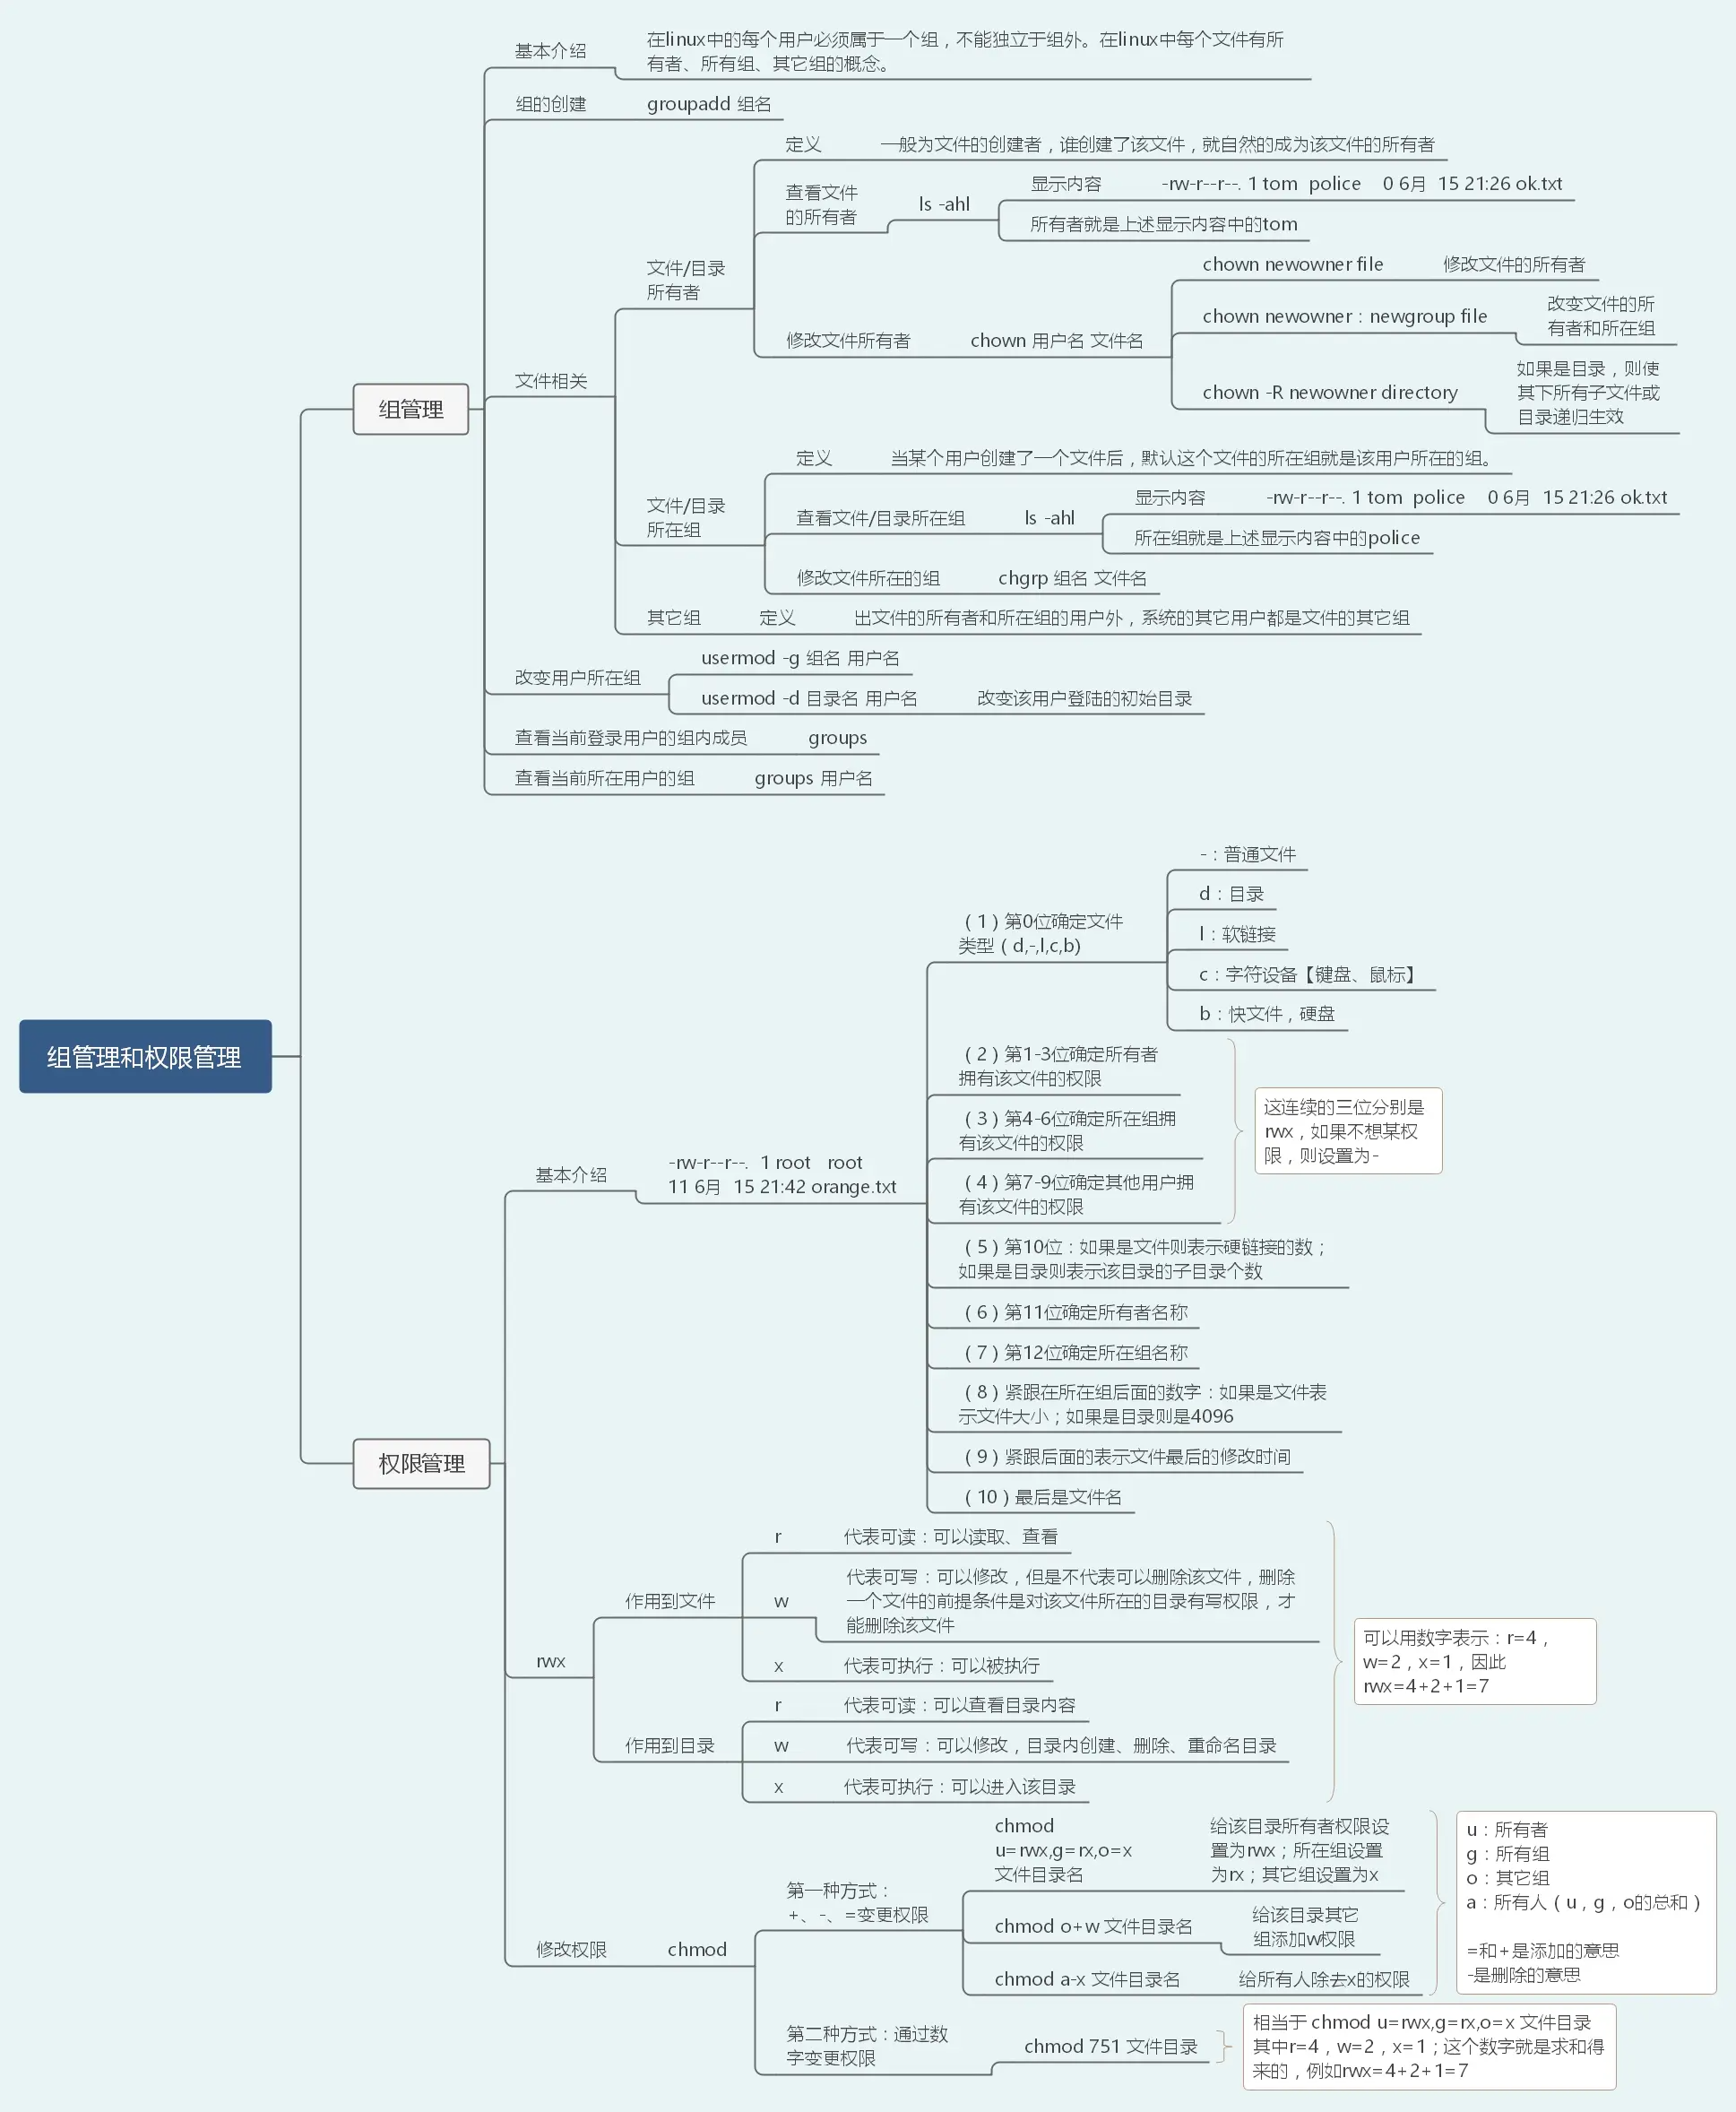 组管理和权限管理
组管理
基本介绍
在linux中的每个用户必须属于一个组，不能独立于组外。在linux中每个文件有所
有者、所有组、其它组的概念。
组的创建
groupadd 组名
文件相关
文件/目录
所有者
定义
一般为文件的创建者，谁创建了该文件，就自然的成为该文件的所有者
查看文件
的所有者
ls -ahl
显示内容
-rw-r--r--. 1 tom  police    0 6月  15 21:26 ok.txt
所有者就是上述显示内容中的tom
修改文件所有者
chown 用户名 文件名
chown newowner file
修改文件的所有者
chown newowner：newgroup file
改变文件的所
有者和所在组
chown -R newowner directory
如果是目录，则使
其下所有子文件或
目录递归生效
文件/目录
所在组
定义
当某个用户创建了一个文件后，默认这个文件的所在组就是该用户所在的组。
查看文件/目录所在组
ls -ahl
显示内容
-rw-r--r--. 1 tom  police    0 6月  15 21:26 ok.txt
所在组就是上述显示内容中的police
修改文件所在的组
chgrp 组名 文件名
其它组
定义
出文件的所有者和所在组的用户外，系统的其它用户都是文件的其它组
改变用户所在组
usermod -g 组名 用户名
usermod -d 目录名 用户名
改变该用户登陆的初始目录
查看当前登录用户的组内成员
groups
查看当前所在用户的组
groups 用户名
权限管理
基本介绍
-rw-r--r--.  1 root   root
11 6月  15 21:42 orange.txt
（1）第0位确定文件
类型（d,-,l,c,b)
-：普通文件
d：目录
l：软链接
c：字符设备【键盘、鼠标】
b：快文件，硬盘
（2）第1-3位确定所有者
拥有该文件的权限
（3）第4-6位确定所在组拥
有该文件的权限
（4）第7-9位确定其他用户拥
有该文件的权限
这连续的三位分别是
rwx，如果不想某权
限，则设置为-
（5）第10位：如果是文件则表示硬链接的数；
如果是目录则表示该目录的子目录个数
（6）第11位确定所有者名称
（7）第12位确定所在组名称
（8）紧跟在所在组后面的数字：如果是文件表
示文件大小；如果是目录则是4096
（9）紧跟后面的表示文件最后的修改时间
（10）最后是文件名
rwx
作用到文件
r
代表可读：可以读取、查看
w
代表可写：可以修改，但是不代表可以删除该文件，删除
一个文件的前提条件是对该文件所在的目录有写权限，才
能删除该文件
x
代表可执行：可以被执行
作用到目录
r
代表可读：可以查看目录内容
w
代表可写：可以修改，目录内创建、删除、重命名目录
x
代表可执行：可以进入该目录
可以用数字表示：r=4，
w=2，x=1，因此
rwx=4+2+1=7
修改权限
chmod
第一种方式：
+、-、=变更权限
chmod
u=rwx,g=rx,o=x
文件目录名
给该目录所有者权限设
置为rwx；所在组设置
为rx；其它组设置为x
chmod o+w 文件目录名
给该目录其它
组添加w权限
chmod a-x 文件目录名
给所有人除去x的权限
u：所有者
g：所有组
o：其它组
a：所有人（u，g，o的总和）
=和+是添加的意思
-是删除的意思
第二种方式：通过数
字变更权限
chmod 751 文件目录
相当于 chmod u=rwx,g=rx,o=x 文件目录
其中r=4，w=2，x=1；这个数字就是求和得
来的，例如rwx=4+2+1=7